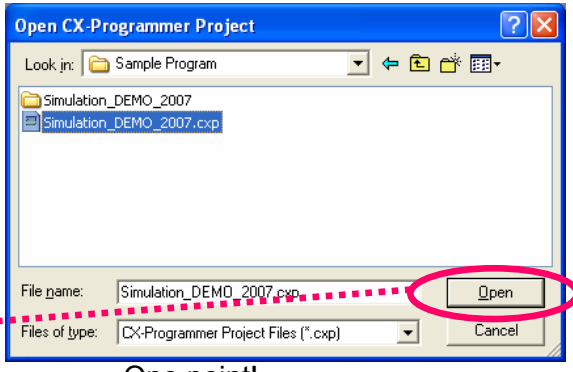 Open CX-Programmer Project
Look in: Sample Program
Simulation_DEMO_2007
Simulation_DEMO_2007.cxp
File name: Simulation_DEMO_2007.cxp Open
Files of type: CX-Programmer Project Files (*.cxp) Cancel
One point!